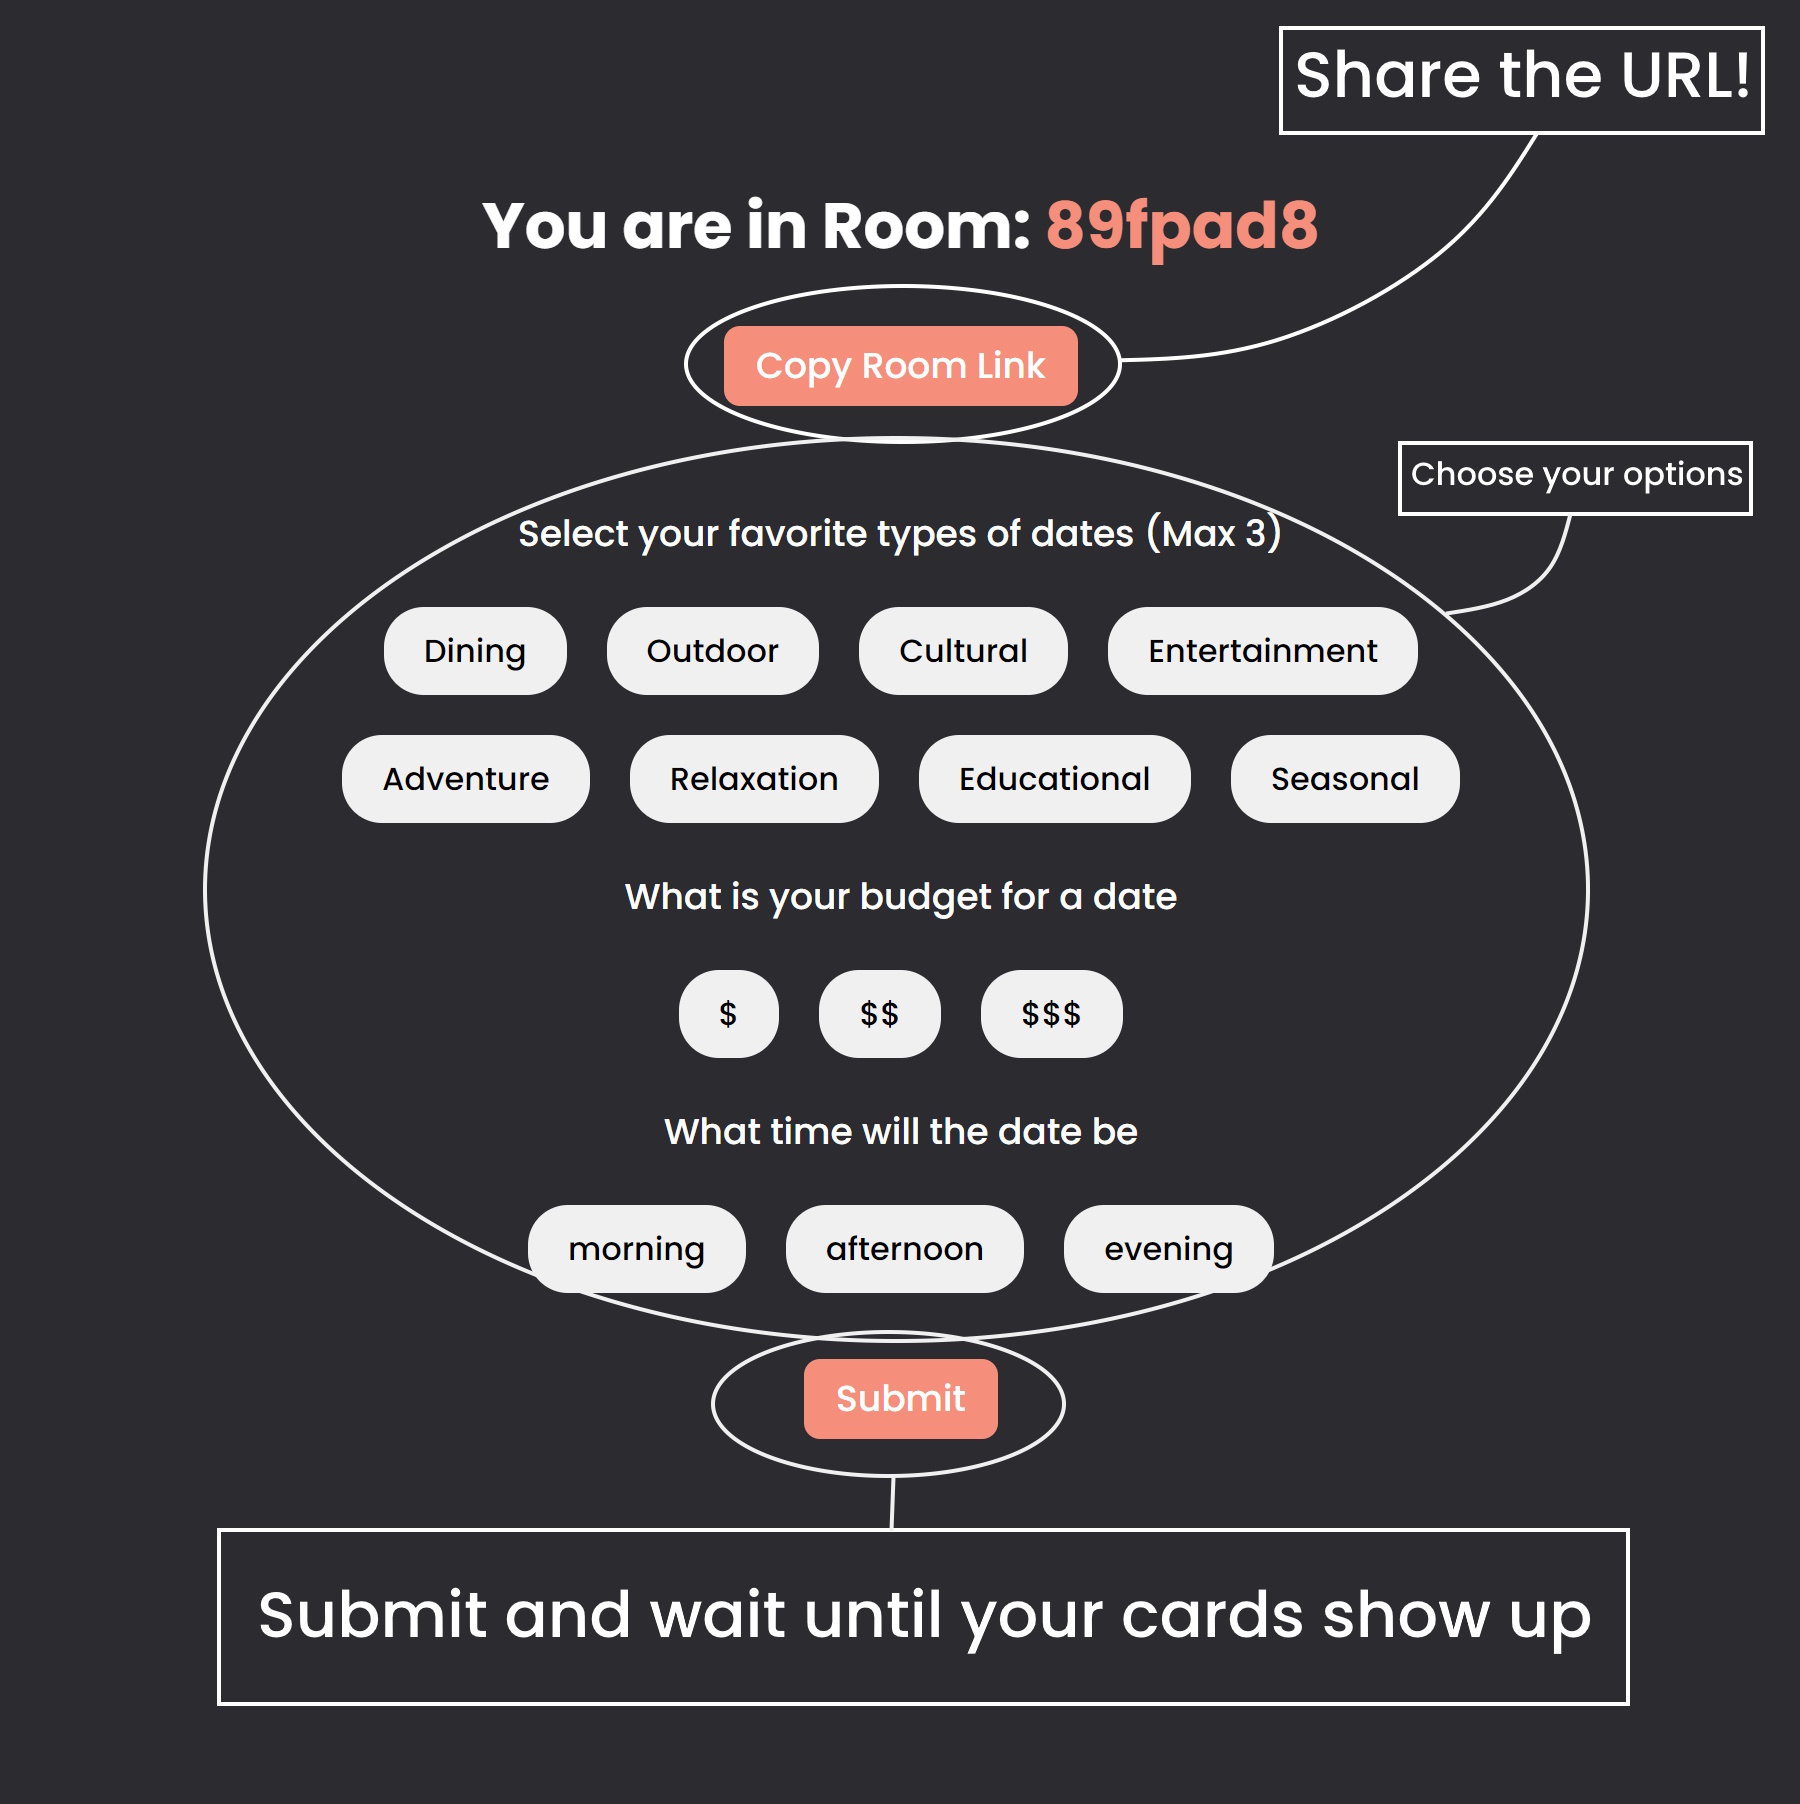 Share the URL!
You are in Room: 89fpad8
Copy Room Link
Choose your options
Select your favorite types of dates (Max 3)
Dining Outdoor Cultural Entertainment
Adventure Relaxation Educational Seasonal
What is your budget for a date
$ $$ $$$
What time will the date be
morning afternoon evening
Submit
Submit and wait until your cards show up